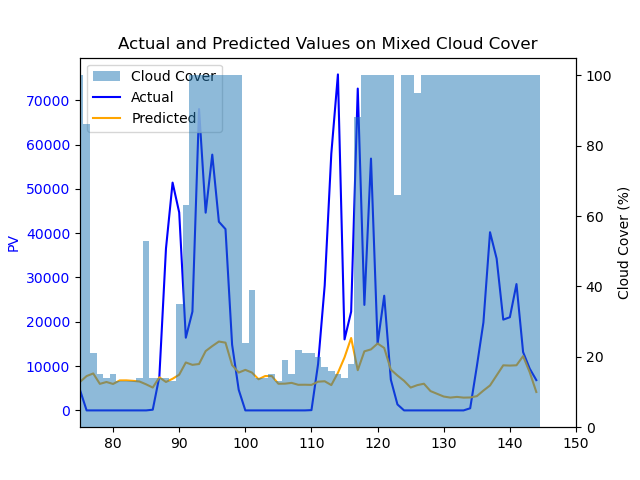 Actual and Predicted Values on Mixed Cloud Cover
Cloud Cover
Actual
Predicted
70000
60000
50000
40000
30000
20000
10000
0
PV
100
80
60
40
20
0
Cloud Cover (%)
80 90 100 110 120 130 140 150